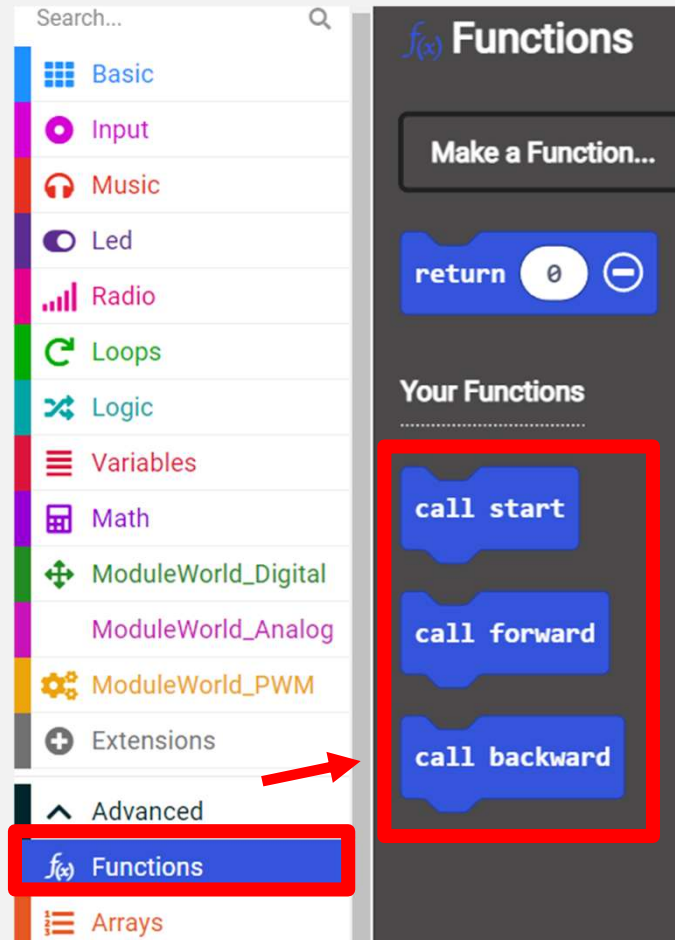 Search...
Basic
Input
Music
Led
Radio
Loops
Logic
Variables
Math
ModuleWorld_Digital
ModuleWorld_Analog
ModuleWorld_PWM
Extensions
Advanced
f(x) Functions
Arrays
f(x) Functions
Make a Function...
return 0
Your Functions
call start
call forward
call backward